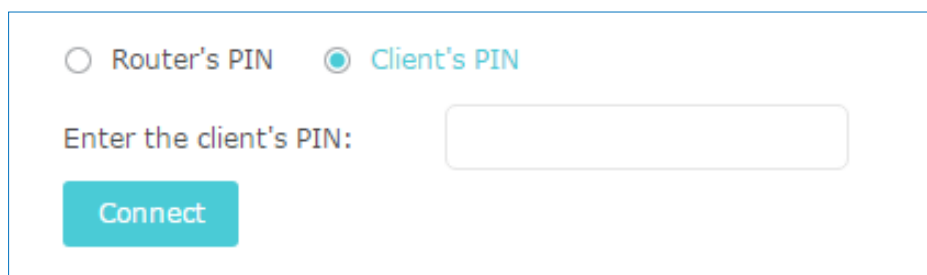 Router's PIN Client's PIN
Enter the client's PIN:
Connect